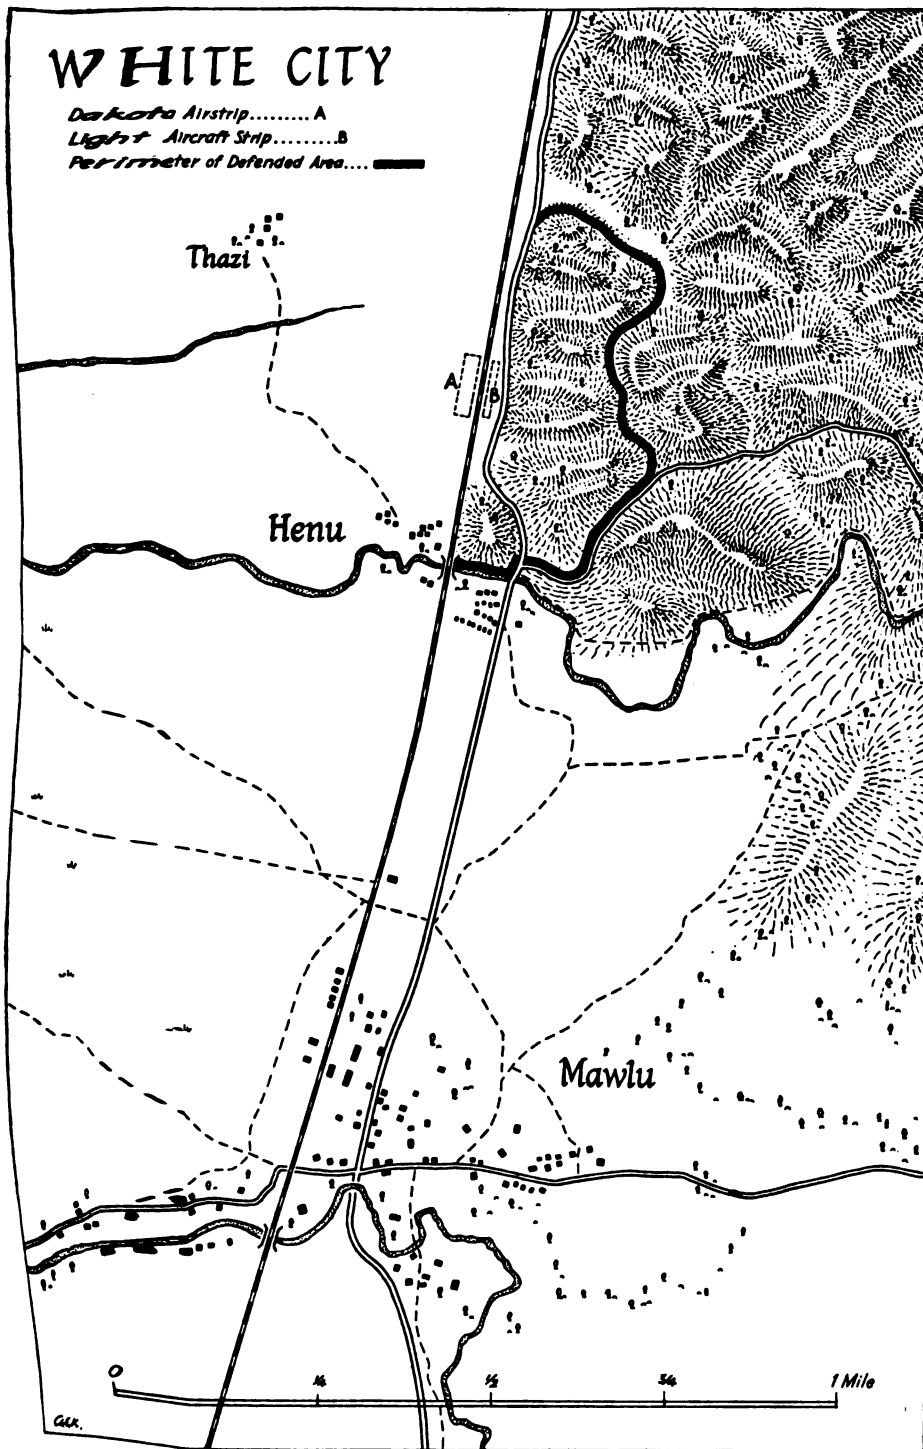 WHITE CITY
Dakota Airstrip......... A
Light Aircraft Strip.........B
Perimeter of Defended Area....
Thazi
A
B
Henu
Mawlu
0
1/4
1/2
3/4
1 Mile